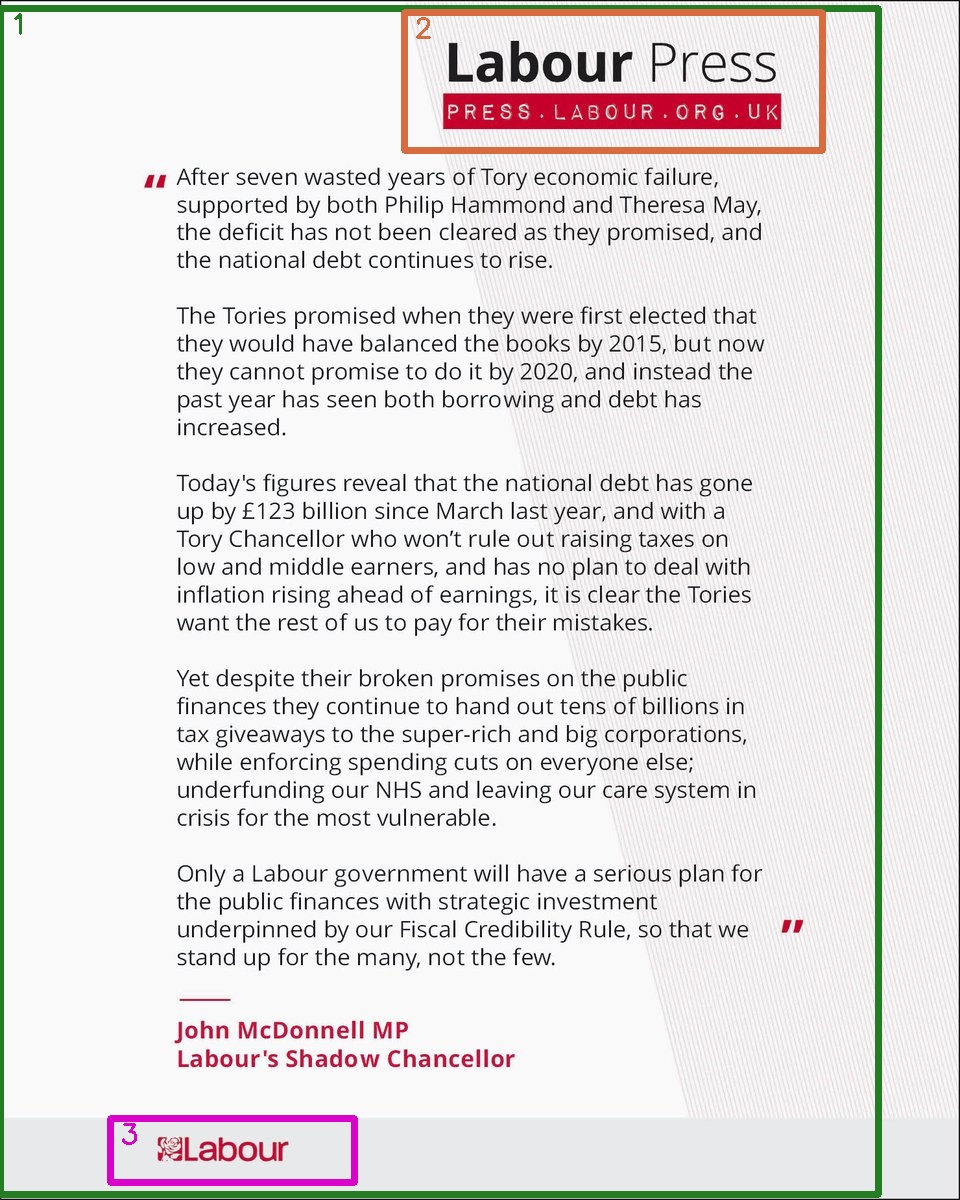 Labour Press
PRESS.LABOUR.ORG.UK
“ After seven wasted years of Tory economic failure,
supported by both Philip Hammond and Theresa May,
the deficit has not been cleared as they promised, and
the national debt continues to rise.
The Tories promised when they were first elected that
they would have balanced the books by 2015, but now
they cannot promise to do it by 2020, and instead the
past year has seen both borrowing and debt has
increased.
Today's figures reveal that the national debt has gone
up by £123 billion since March last year, and with a
Tory Chancellor who won’t rule out raising taxes on
low and middle earners, and has no plan to deal with
inflation rising ahead of earnings, it is clear the Tories
want the rest of us to pay for their mistakes.
Yet despite their broken promises on the public
finances they continue to hand out tens of billions in
tax giveaways to the super-rich and big corporations,
while enforcing spending cuts on everyone else;
underfunding our NHS and leaving our care system in
crisis for the most vulnerable.
Only a Labour government will have a serious plan for
the public finances with strategic investment
underpinned by our Fiscal Credibility Rule, so that we ”
stand up for the many, not the few.
John McDonnell MP
Labour's Shadow Chancellor
Labour